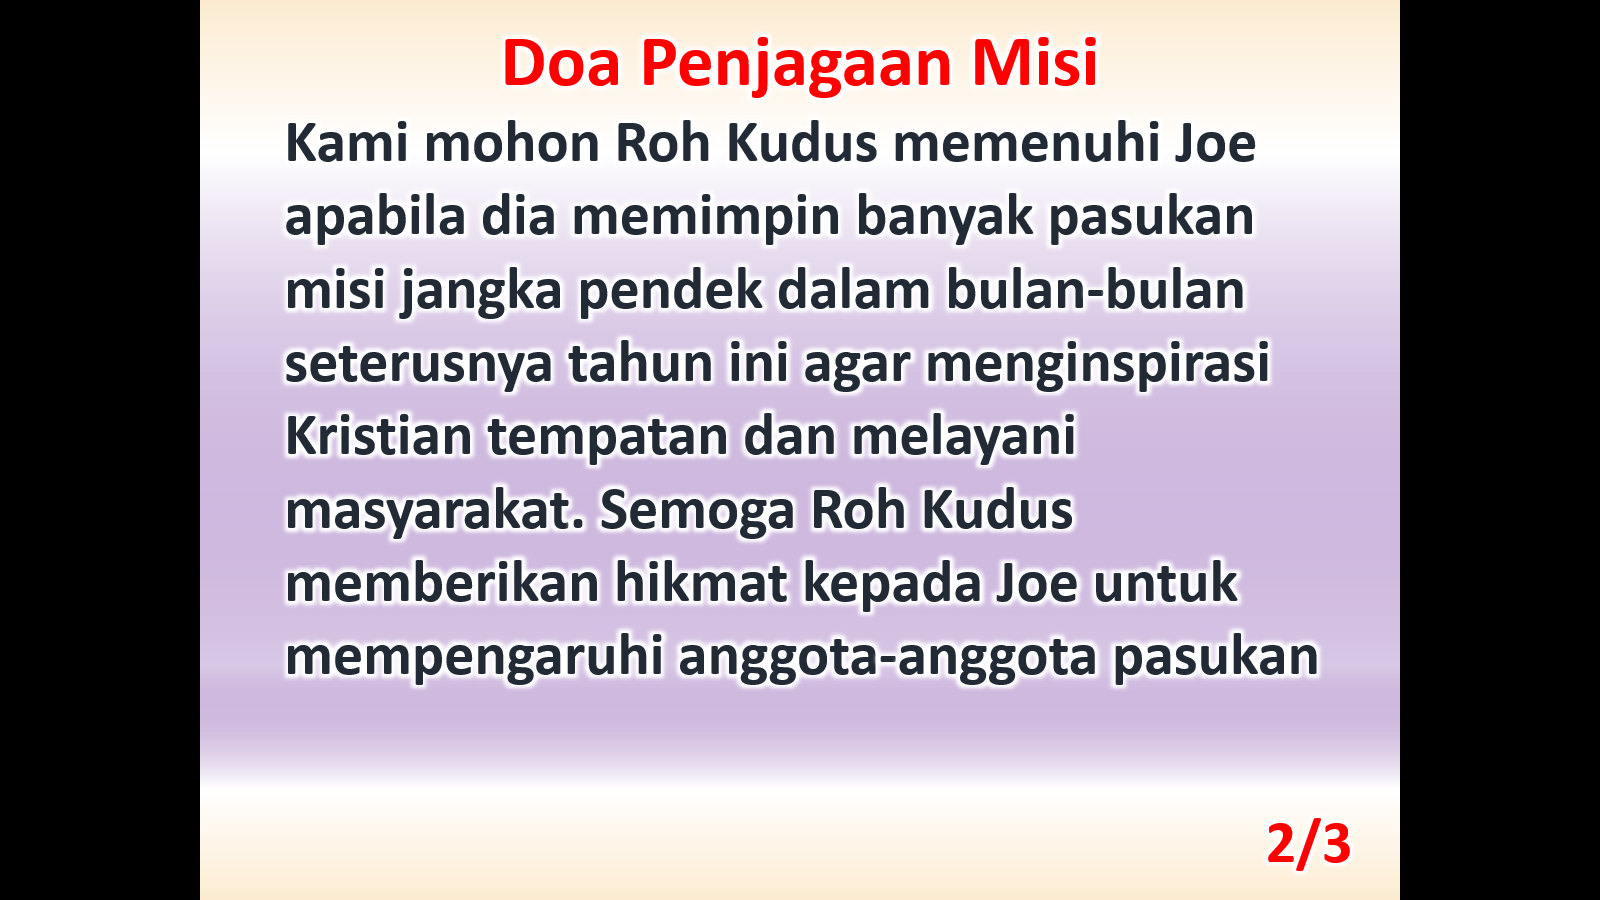 Doa Penjagaan Misi
Kami mohon Roh Kudus memenuhi Joe
apabila dia memimpin banyak pasukan
misi jangka pendek dalam bulan-bulan
seterusnya tahun ini agar menginspirasi
Kristian tempatan dan melayani
masyarakat. Semoga Roh Kudus
memberikan hikmat kepada Joe untuk
mempengaruhi anggota-anggota pasukan
2/3